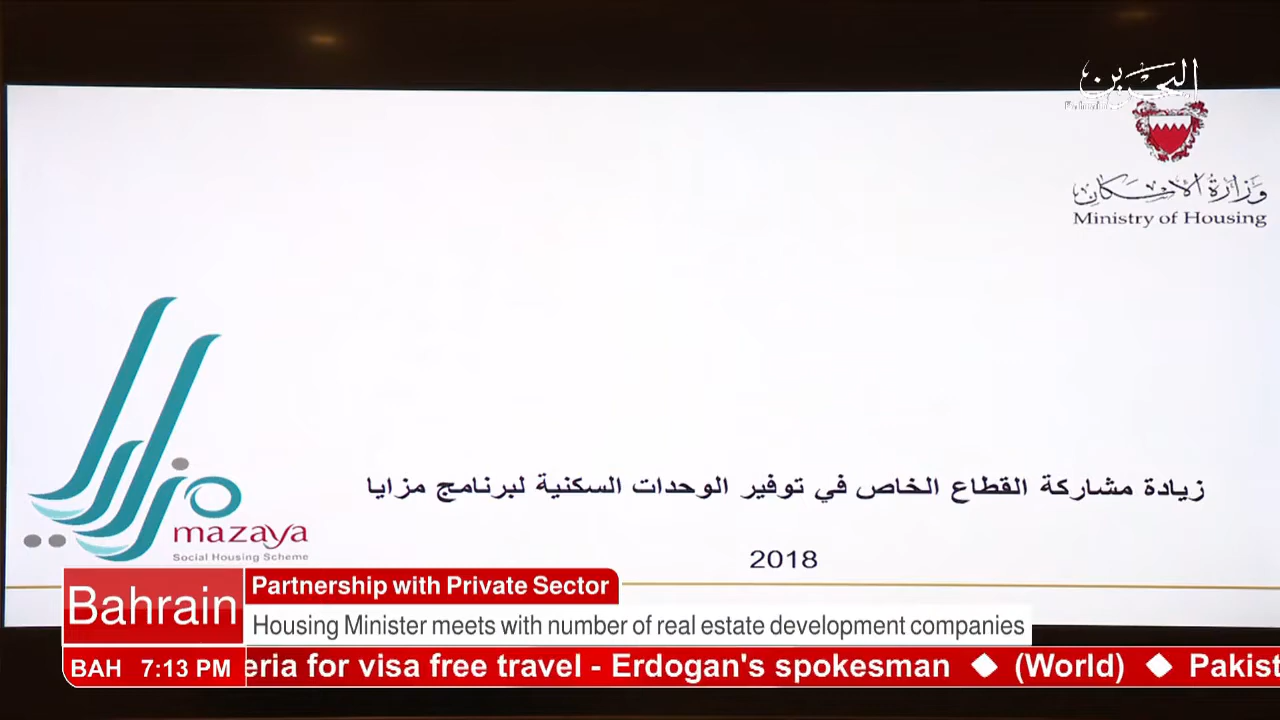 البحرين
Bahrain
وزارة الإسكان
Ministry of Housing
مزايا
mazaya
Social Housing Scheme
زيادة مشاركة القطاع الخاص في توفير الوحدات السكنية لبرنامج مزايا
2018
Bahrain
Partnership with Private Sector
Housing Minister meets with number of real estate development companies
BAH 7:13 PM
eria for visa free travel - Erdogan's spokesman ◆ (World) ◆ Pakist